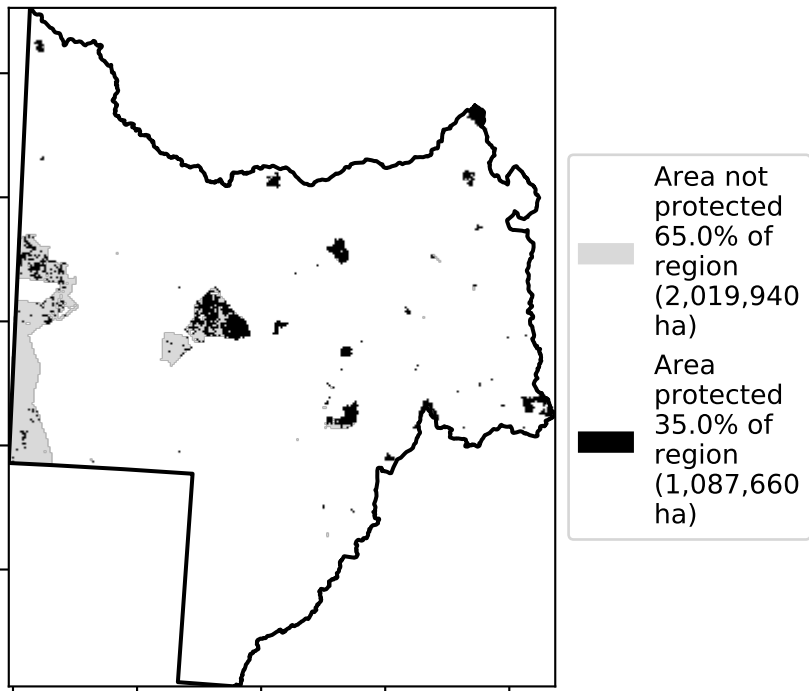 Area not
protected
65.0% of
region
(2,019,940
ha)
Area
protected
35.0% of
region
(1,087,660
ha)